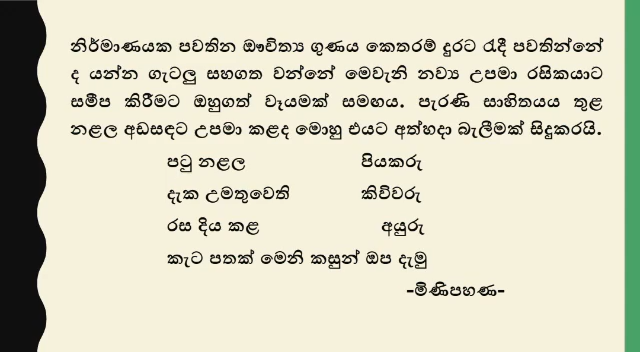 නිර්මාණයක පවතින ඖචිත්‍ය ගුණය කෙතරම් දුරට රැදී පවතින්නේ
ද යන්න ගැටලු සහගත වන්නේ මෙවැනි නව්‍ය උපමා රසිකයාට
සමීප කිරීමට ඔහුගත් වෑයමක් සමඟය. පැරණි සාහිතයය තුළ
නළල අඩසඳට උපමා කළද මොහු එයට අත්හදා බැලීමක් සිදුකරයි.
පටු නළල පියකරු
දැක උමතුවෙති කිවිවරු
රස දිය කළ අයුරු
කැට පතක් මෙනි කසුන් ඔප දැමු
-මිණිපහණ-